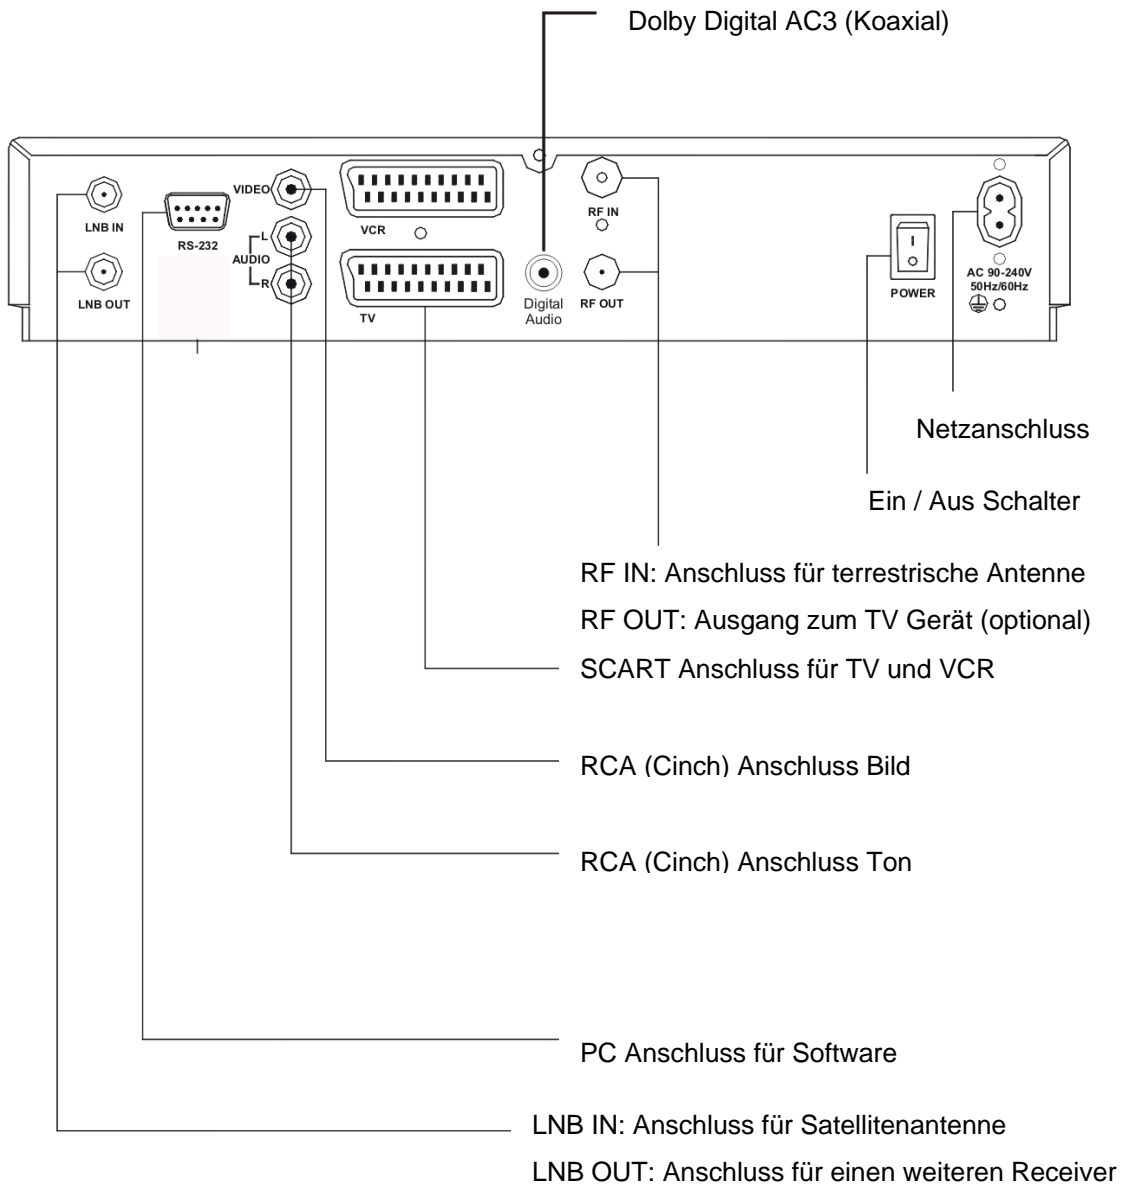 Dolby Digital AC3 (Koaxial)
LNB IN
LNB OUT
RS-232
VIDEO
L
AUDIO
R
VCR
TV
Digital
Audio
RF IN
RF OUT
POWER
AC 90-240V
50Hz/60Hz
Netzanschluss
Ein / Aus Schalter
RF IN: Anschluss für terrestrische Antenne
RF OUT: Ausgang zum TV Gerät (optional)
SCART Anschluss für TV und VCR
RCA (Cinch) Anschluss Bild
RCA (Cinch) Anschluss Ton
PC Anschluss für Software
LNB IN: Anschluss für Satellitenantenne
LNB OUT: Anschluss für einen weiteren Receiver